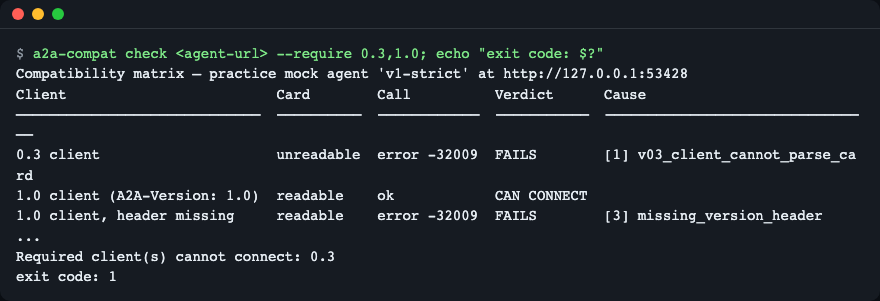 $ a2a-compat check <agent-url> --require 0.3,1.0; echo "exit code: $?"
Compatibility matrix — practice mock agent 'v1-strict' at http://127.0.0.1:53428
Client Card Call Verdict Cause
0.3 client unreadable error -32009 FAILS [1] v03_client_cannot_parse_ca
rd
1.0 client (A2A-Version: 1.0) readable ok CAN CONNECT
1.0 client, header missing readable error -32009 FAILS [3] missing_version_header
...
Required client(s) cannot connect: 0.3
exit code: 1